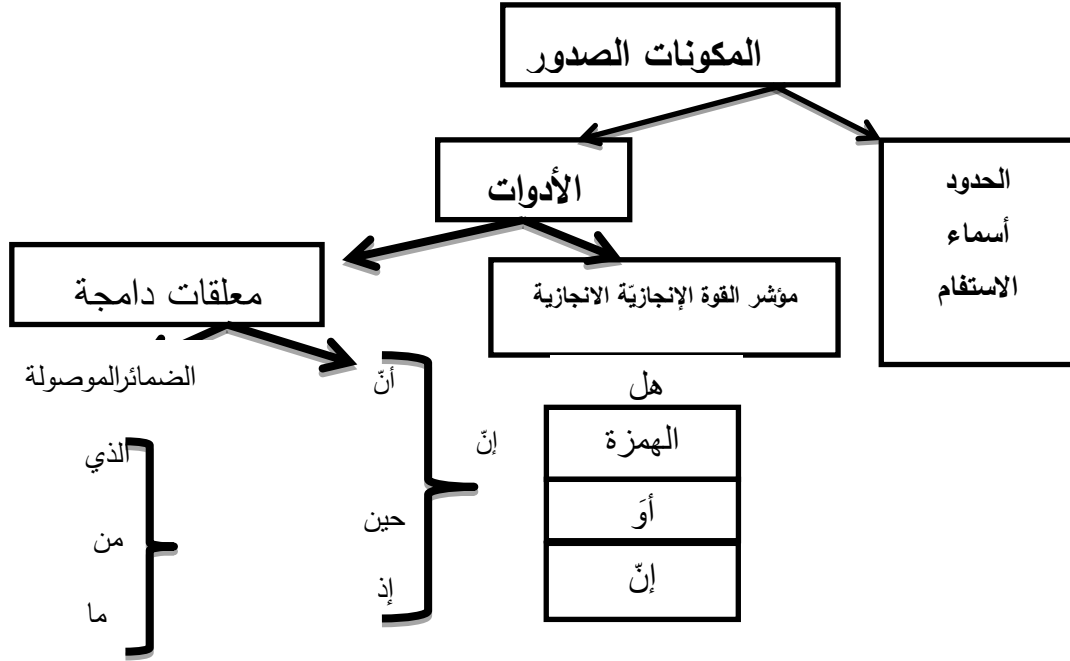 المكونات الصدور
الحدود
أسماء
الاستفام
الأدوات
مؤشر القوة الإنجازيّة الانجازية
هل
الهمزة
أوَ
إنّ
معلقات دامجة
أنّ
إنّ
حين
إذ
الضمائرالموصولة
الذي
من
ما